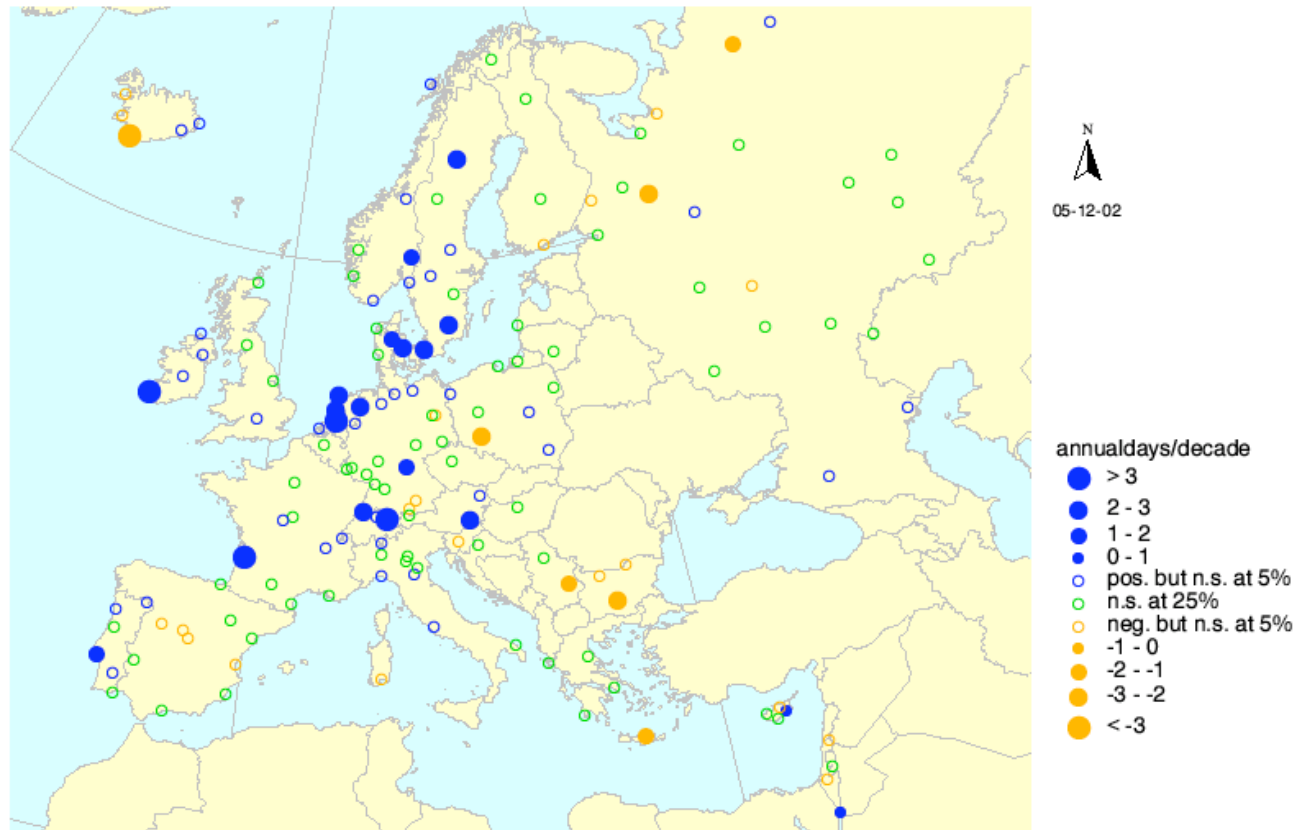 N
05-12-02
annualdays/decade
> 3
2 - 3
1 - 2
0 - 1
pos. but n.s. at 5%
n.s. at 25%
neg. but n.s. at 5%
-1 - 0
-2 - -1
-3 - -2
< -3